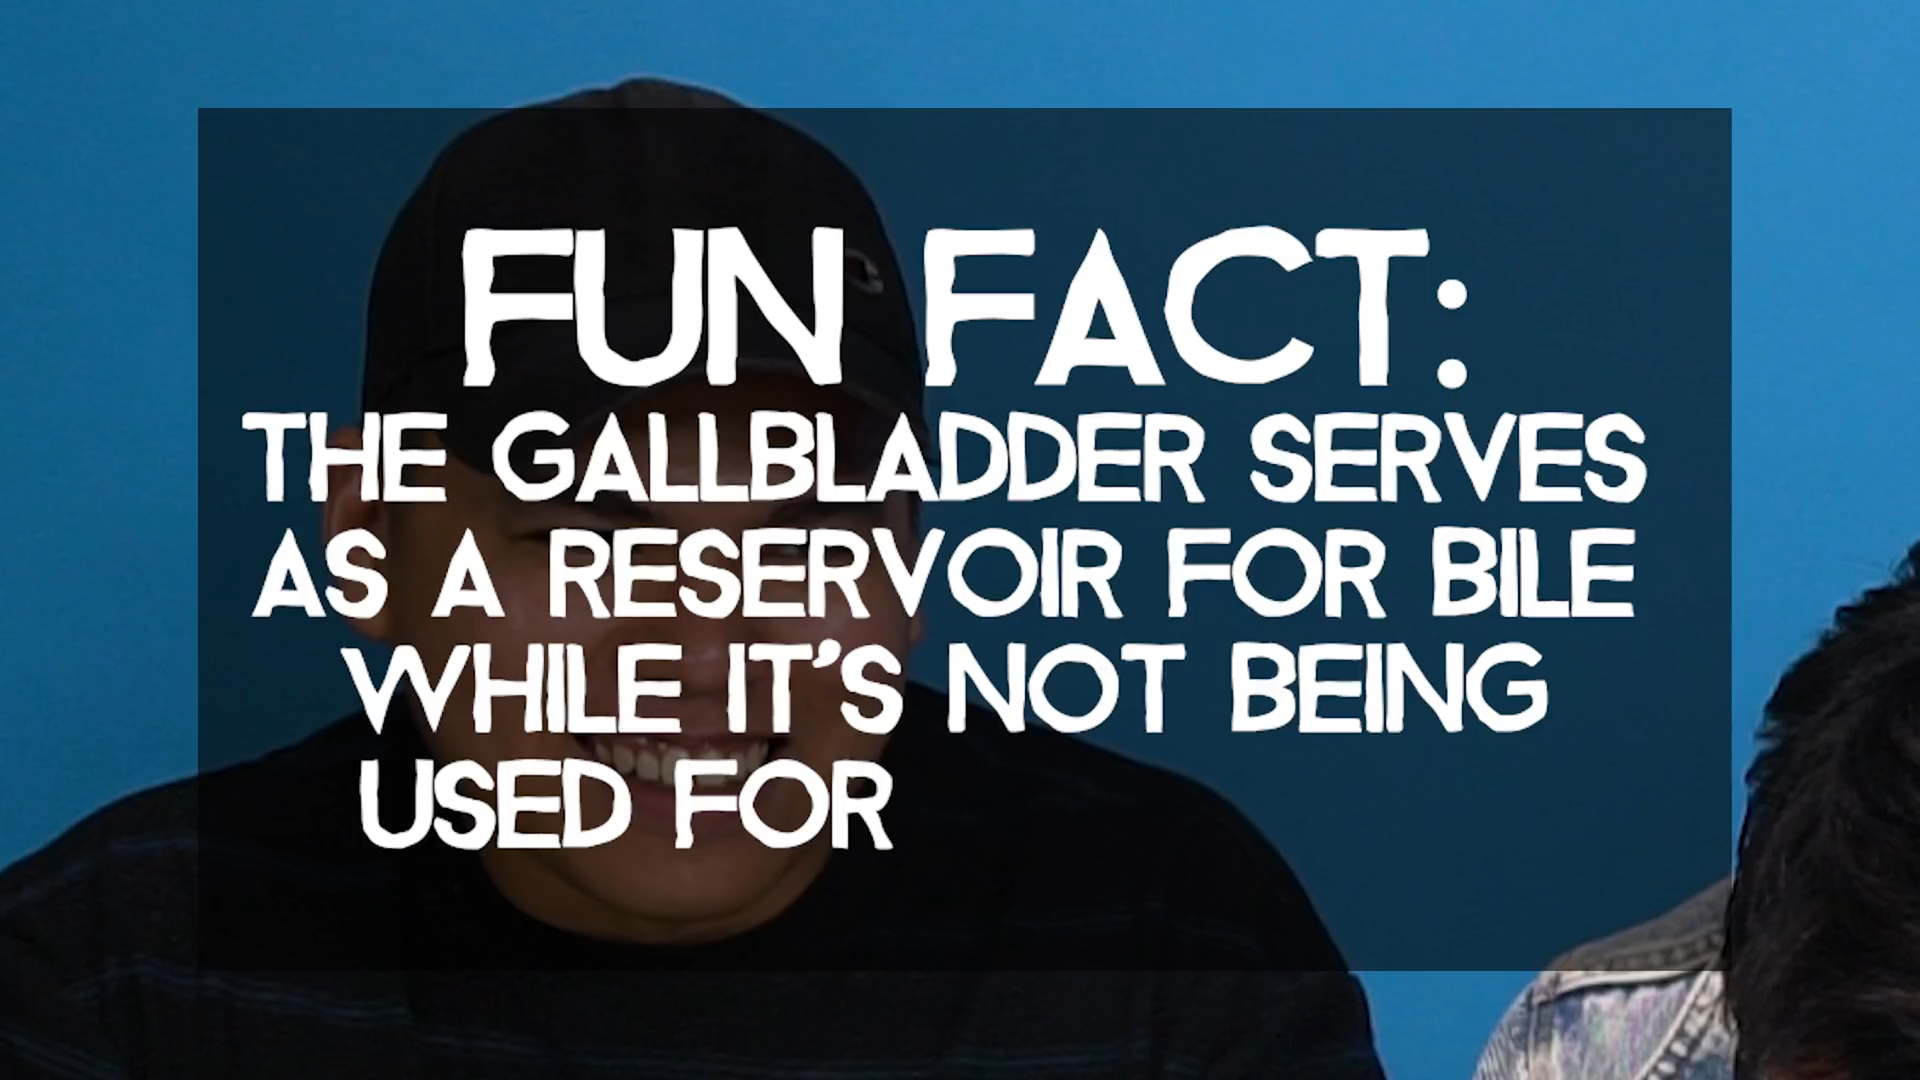 FUN FACT:
THE GALLBLADDER SERVES
AS A RESERVOIR FOR BILE
WHILE IT'S NOT BEING
USED FOR